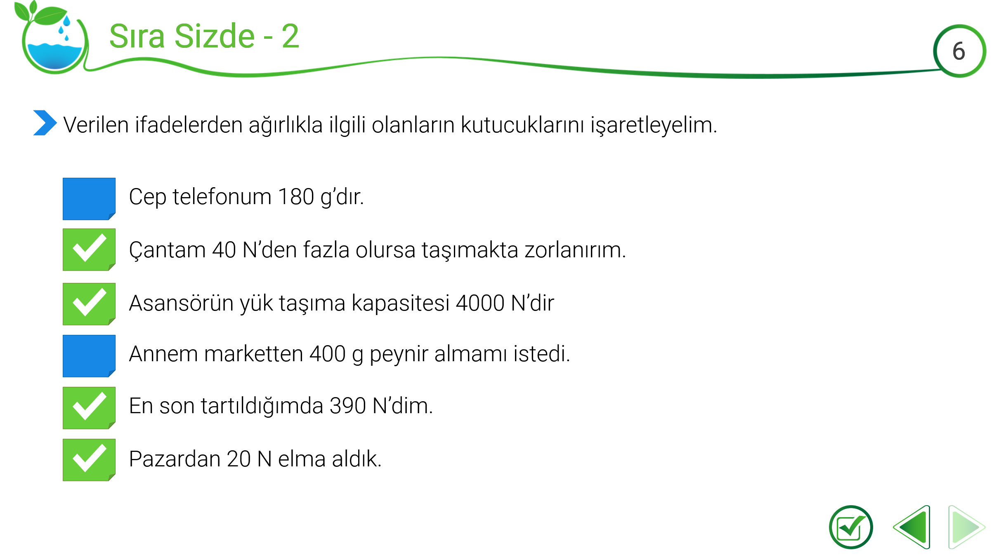 Sıra Sizde - 2
6
Verilen ifadelerden ağırlıkla ilgili olanların kutucuklarını işaretleyelim.
Cep telefonum 180 g’dır.
Çantam 40 N’den fazla olursa taşımakta zorlanırım.
Asansörün yük taşıma kapasitesi 4000 N’dir
Annem marketten 400 g peynir almamı istedi.
En son tartıldığımda 390 N’dim.
Pazardan 20 N elma aldık.